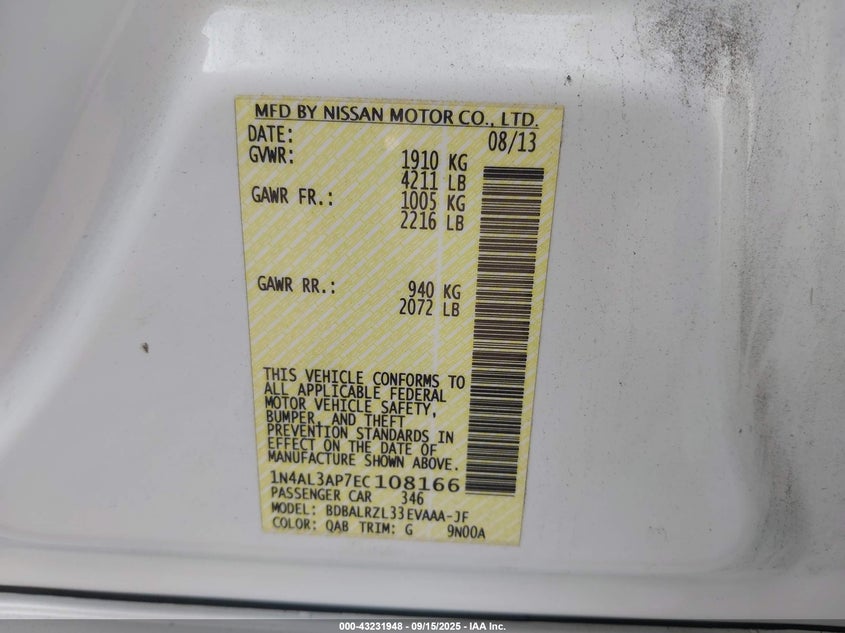 MFD BY NISSAN MOTOR CO., LTD.
DATE: 08/13
GVWR: 1910 KG
4211 LB
GAWR FR.: 1005 KG
2216 LB
GAWR RR.: 940 KG
2072 LB
THIS VEHICLE CONFORMS TO
ALL APPLICABLE FEDERAL
MOTOR VEHICLE SAFETY,
BUMPER, AND THEFT
PREVENTION STANDARDS IN
EFFECT ON THE DATE OF
MANUFACTURE SHOWN ABOVE.
1N4AL3AP7EC108166
PASSENGER CAR 346
MODEL: BDBALRZL33EVAAA-JF
COLOR: QAB TRIM: G 9N00A
000-43231948 - 09/15/2025 - IAA Inc.